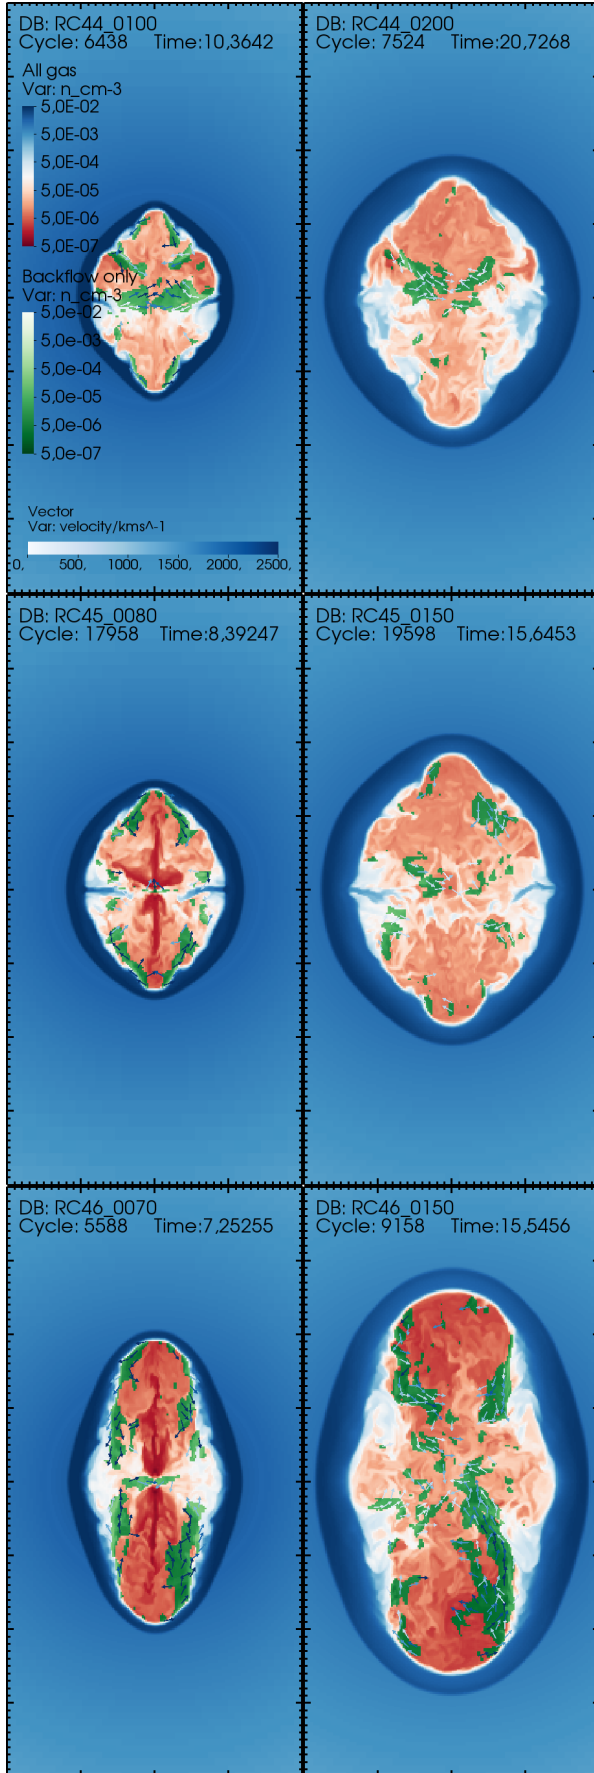 DB: RC44_0100
Cycle: 6438 Time:10,3642
All gas
Var: n_cm-3
5,0E-02
5,0E-03
5,0E-04
5,0E-05
5,0E-06
5,0E-07
Backflow only
Var: n_cm-3
5,0e-02
5,0e-03
5,0e-04
5,0e-05
5,0e-06
5,0e-07
Vector
Var: velocity/kms^-1
0, 500, 1000, 1500, 2000, 2500,
DB: RC44_0200
Cycle: 7524 Time:20,7268
DB: RC45_0080
Cycle: 17958 Time:8,39247
DB: RC45_0150
Cycle: 19598 Time:15,6453
DB: RC46_0070
Cycle: 5588 Time:7,25255
DB: RC46_0150
Cycle: 9158 Time:15,5456